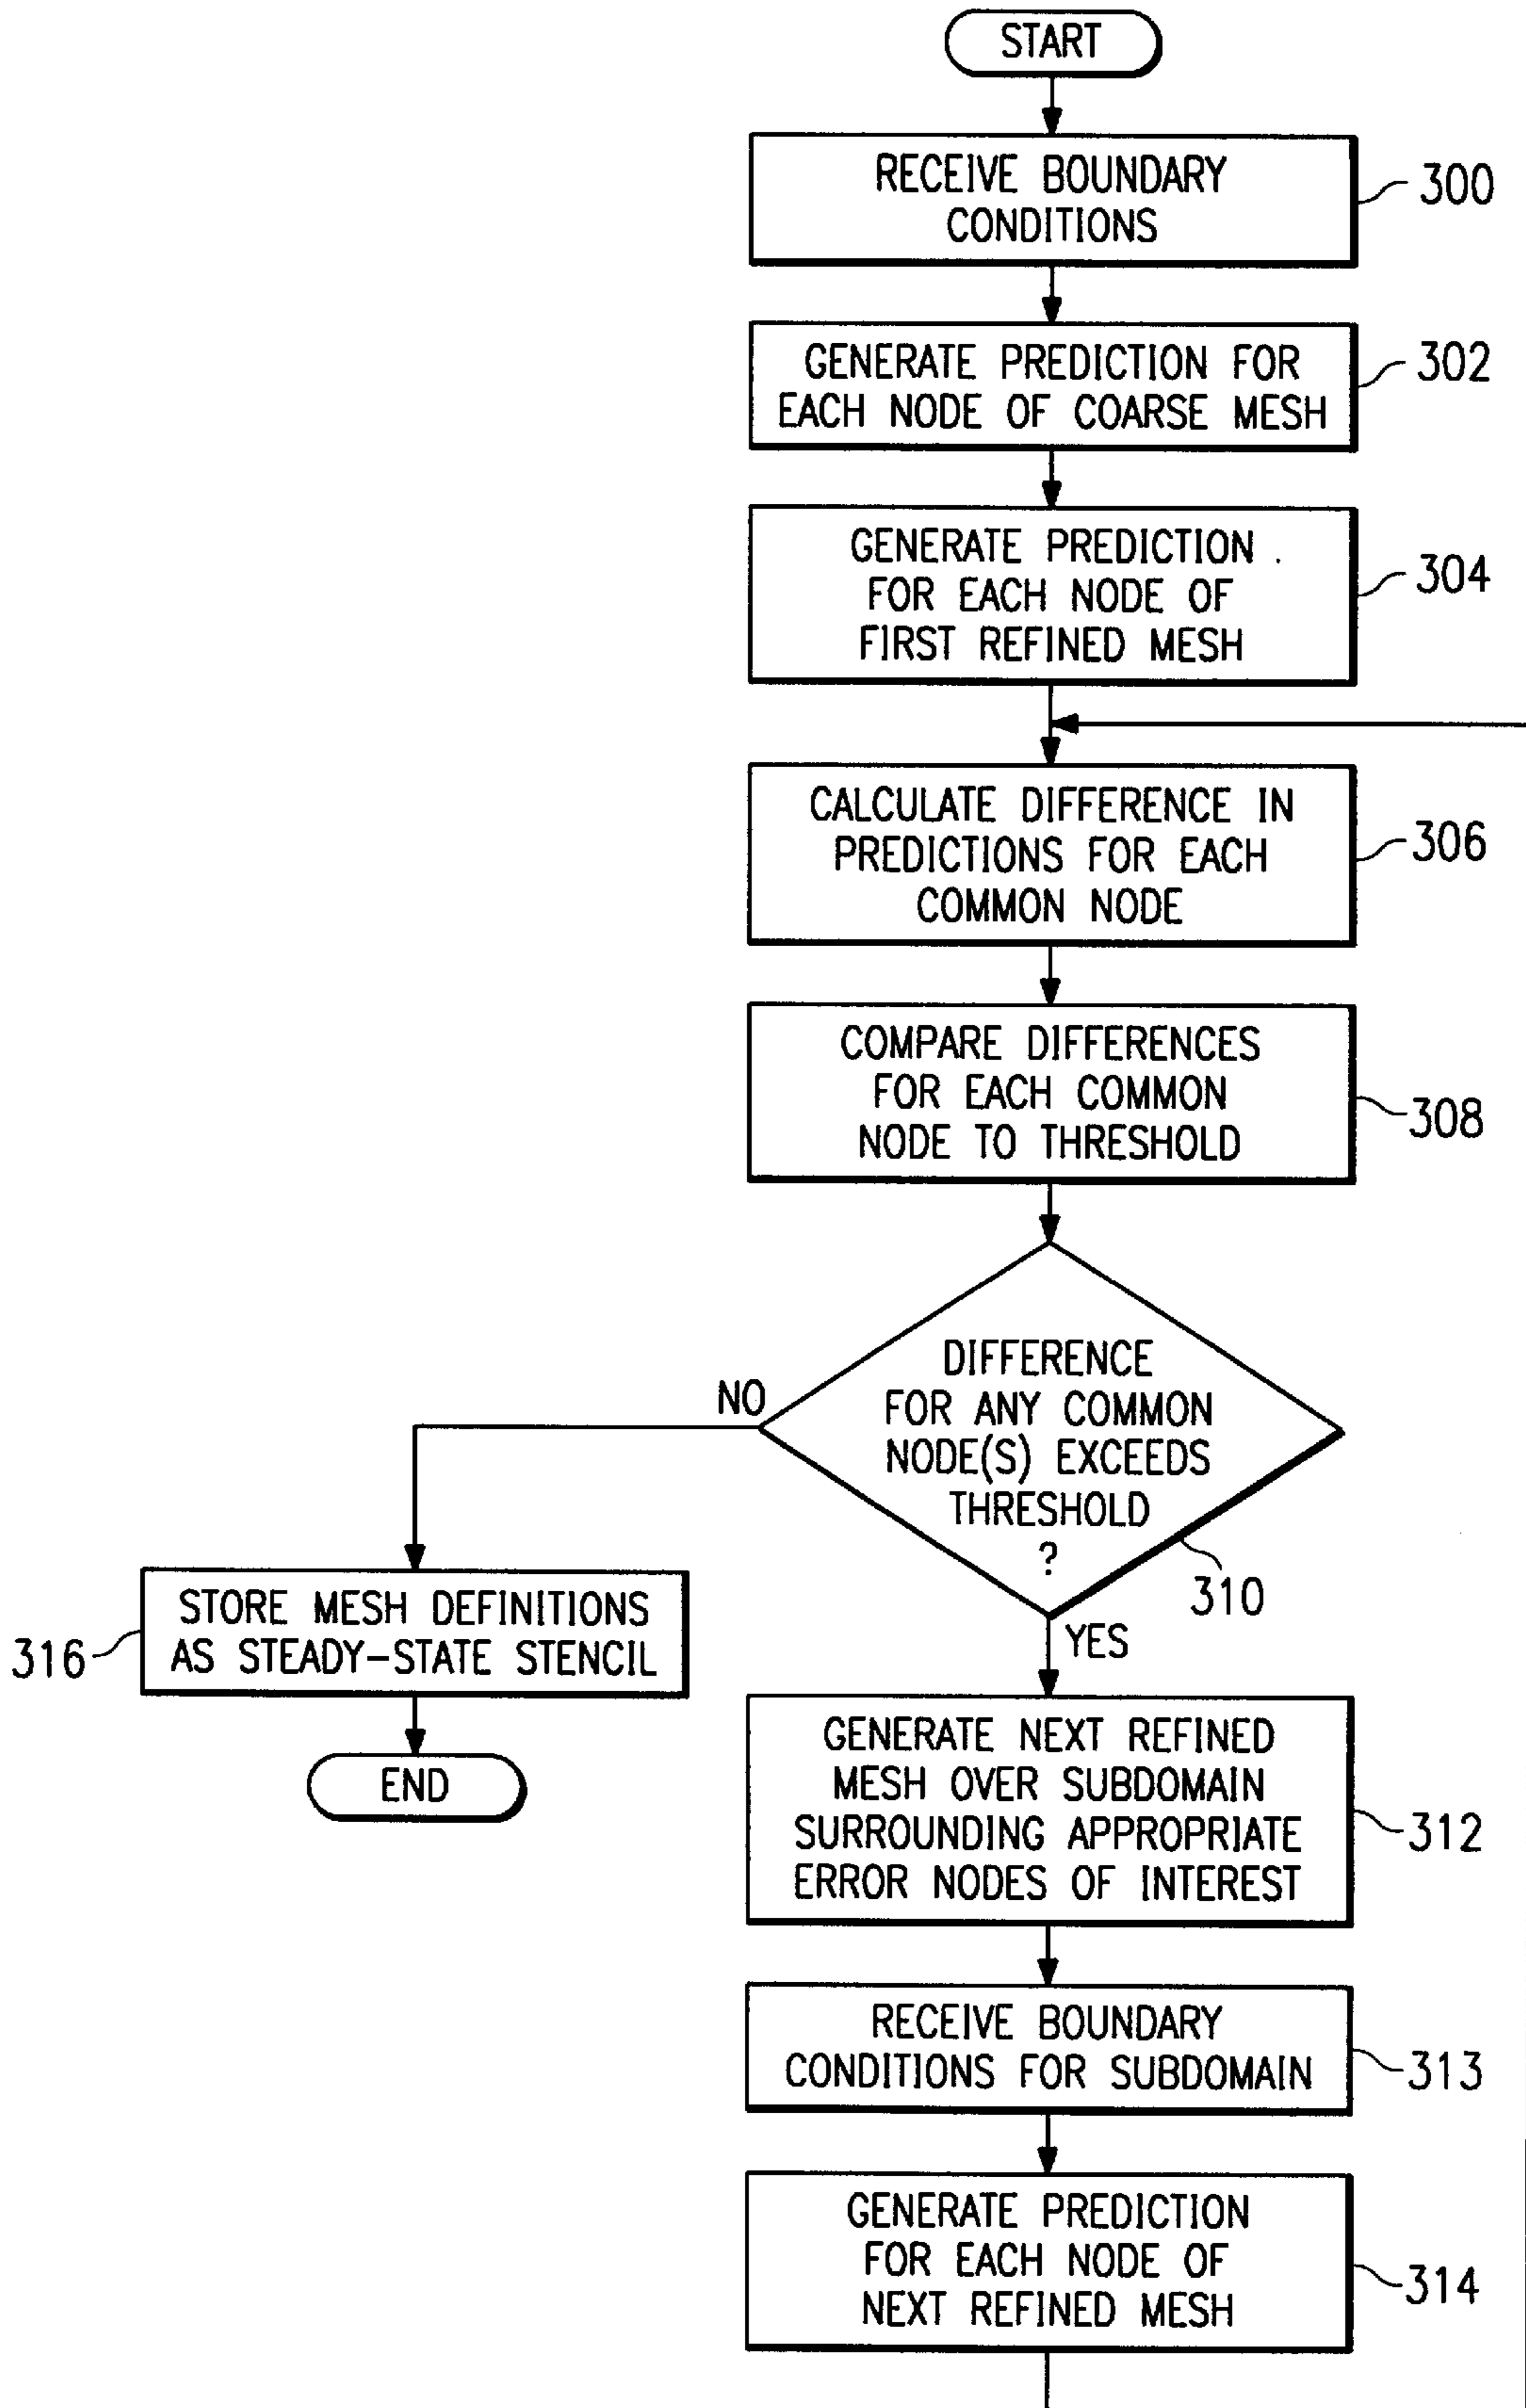 START
RECEIVE BOUNDARY
CONDITIONS
300
GENERATE PREDICTION FOR
EACH NODE OF COARSE MESH
302
GENERATE PREDICTION
FOR EACH NODE OF
FIRST REFINED MESH
304
CALCULATE DIFFERENCE IN
PREDICTIONS FOR EACH
COMMON NODE
306
COMPARE DIFFERENCES
FOR EACH COMMON
NODE TO THRESHOLD
308
DIFFERENCE
FOR ANY COMMON
NODE(S) EXCEEDS
THRESHOLD
?
310
NO
STORE MESH DEFINITIONS
AS STEADY-STATE STENCIL
316
END
YES
GENERATE NEXT REFINED
MESH OVER SUBDOMAIN
SURROUNDING APPROPRIATE
ERROR NODES OF INTEREST
312
RECEIVE BOUNDARY
CONDITIONS FOR SUBDOMAIN
313
GENERATE PREDICTION
FOR EACH NODE OF
NEXT REFINED MESH
314